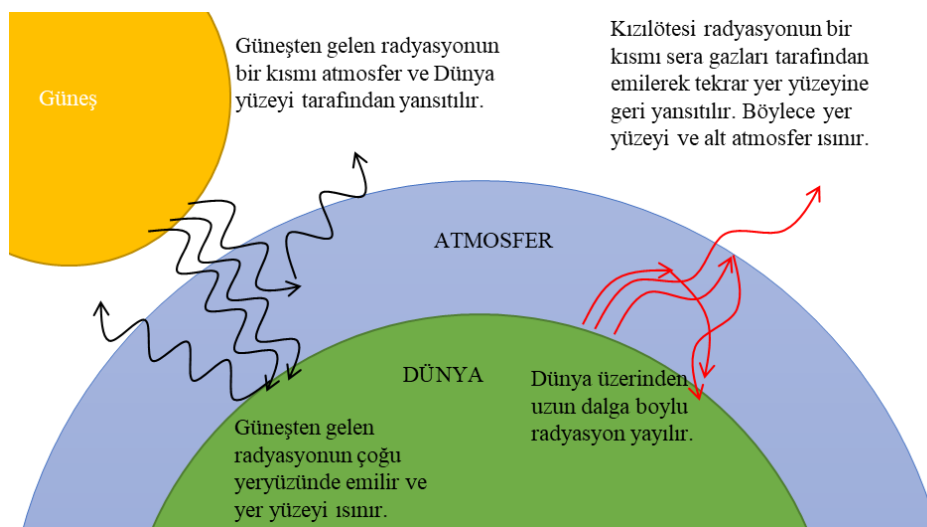 Güneş
Güneşten gelen radyasyonun
bir kısmı atmosfer ve Dünya
yüzeyi tarafından yansıtılır.
Kızılötesi radyasyonun bir
kısmı sera gazları tarafından
emilerek tekrar yer yüzeyine
geri yansıtılır. Böylece yer
yüzeyi ve alt atmosfer ısınır.
ATMOSFER
DÜNYA
Güneşten gelen
radyasyonun çoğu
yeryüzünde emilir ve
yer yüzeyi ısınır.
Dünya üzerinden
uzun dalga boylu
radyasyon yayılır.